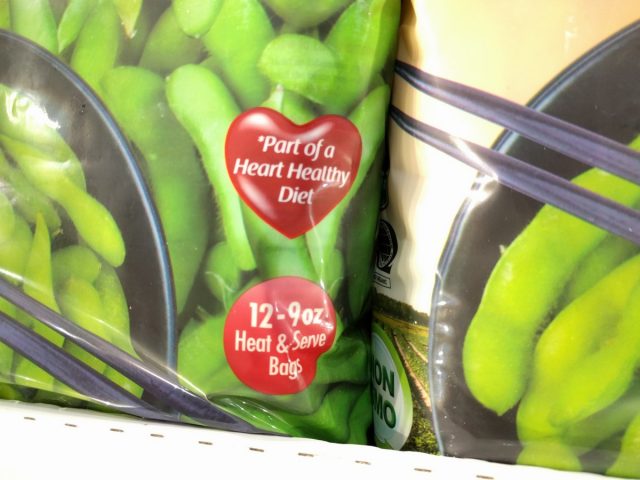 *Part of a
Heart Healthy
Diet
12 - 9oz
Heat & Serve
Bags